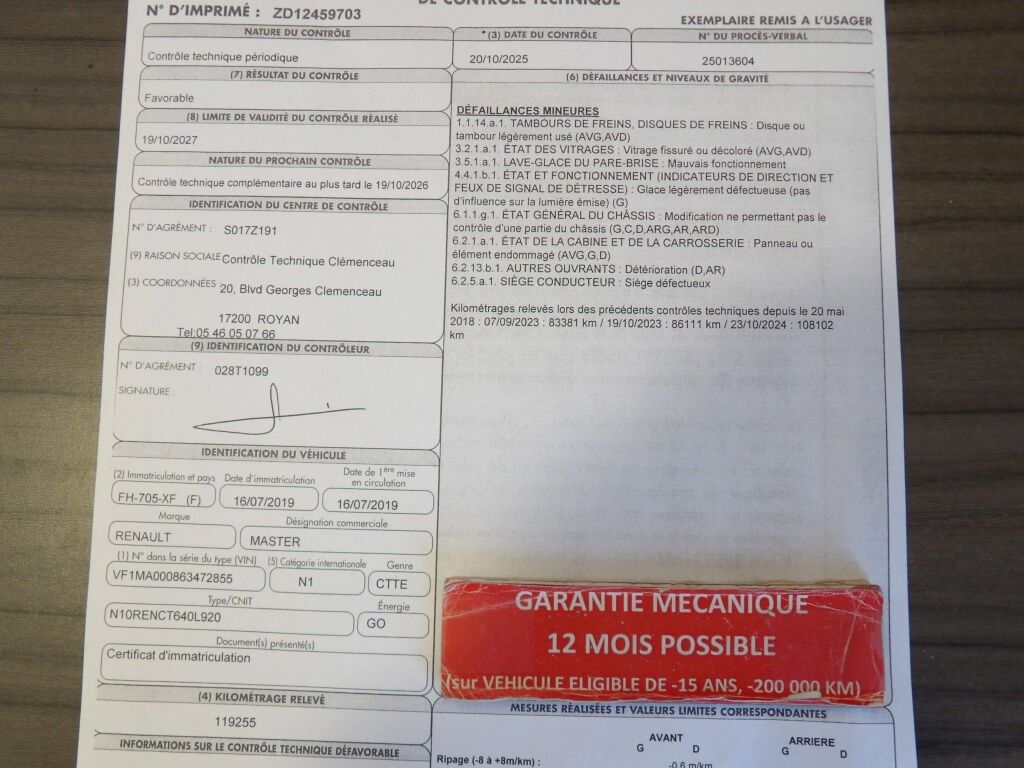 DE CONTRÔLE TECHNIQUE
N° D'IMPRIMÉ : ZD12459703
EXEMPLAIRE REMIS A L'USAGER
NATURE DU CONTRÔLE
Contrôle technique périodique
(3) DATE DU CONTRÔLE
20/10/2025
N° DU PROCÈS-VERBAL
25013604
(7) RÉSULTAT DU CONTRÔLE
Favorable
(8) LIMITE DE VALIDITÉ DU CONTRÔLE RÉALISÉ
19/10/2027
NATURE DU PROCHAIN CONTRÔLE
Contrôle technique complémentaire au plus tard le 19/10/2026
IDENTIFICATION DU CENTRE DE CONTRÔLE
N° D'AGRÉMENT : S017Z191
(9) RAISON SOCIALE Contrôle Technique Clémenceau
(3) COORDONNÉES : 20, Blvd Georges Clemenceau
17200 ROYAN
Tel:05 46 05 07 66
(9) IDENTIFICATION DU CONTRÔLEUR
N° D'AGRÉMENT : 028T1099
SIGNATURE :
IDENTIFICATION DU VÉHICULE
(2) Immatriculation et pays
FH-705-XF (F)
Date d'immatriculation
16/07/2019
Date de 1ère mise
en circulation
16/07/2019
Marque
RENAULT
Désignation commerciale
MASTER
(1) N° dans la série du type (VIN)
VF1MA000863472855
(5) Catégorie internationale
N1
Genre
CTTE
Type/CNIT
N10RENCT640L920
Énergie
GO
Document(s) présenté(s)
Certificat d'immatriculation
(4) KILOMÉTRAGE RELEVÉ
119255
INFORMATIONS SUR LE CONTRÔLE TECHNIQUE DÉFAVORABLE
(6) DÉFAILLANCES ET NIVEAUX DE GRAVITÉ
DÉFAILLANCES MINEURES
1.1.14.a.1. TAMBOURS DE FREINS, DISQUES DE FREINS : Disque ou
tambour légèrement usé (AVG,AVD)
3.2.1.a.1. ÉTAT DES VITRAGES : Vitrage fissuré ou décoloré (AVG,AVD)
3.5.1.a.1. LAVE-GLACE DU PARE-BRISE : Mauvais fonctionnement
4.4.1.b.1. ÉTAT ET FONCTIONNEMENT (INDICATEURS DE DIRECTION ET
FEUX DE SIGNAL DE DÉTRESSE) : Glace légèrement défectueuse (pas
d'influence sur la lumière émise) (G)
6.1.1.g.1. ÉTAT GÉNÉRAL DU CHÂSSIS : Modification ne permettant pas le
contrôle d'une partie du châssis (G,C,D,ARG,AR,ARD)
6.2.1.a.1. ÉTAT DE LA CABINE ET DE LA CARROSSERIE : Panneau ou
élément endommagé (AVG,G,D)
6.2.13.b.1. AUTRES OUVRANTS : Détérioration (D,AR)
6.2.5.a.1. SIÈGE CONDUCTEUR : Siège défectueux
Kilométrages relevés lors des précédents contrôles techniques depuis le 20 mai
2018 : 07/09/2023 : 83381 km / 19/10/2023 : 86111 km / 23/10/2024 : 108102
km
GARANTIE MECANIQUE
12 MOIS POSSIBLE
(sur VEHICULE ELIGIBLE DE -15 ANS, -200 000 KM)
MESURES RÉALISÉES ET VALEURS LIMITES CORRESPONDANTES
AVANT
G D
ARRIERE
G D
Ripage (-8 à +8m/km) :
-0,6 m/km